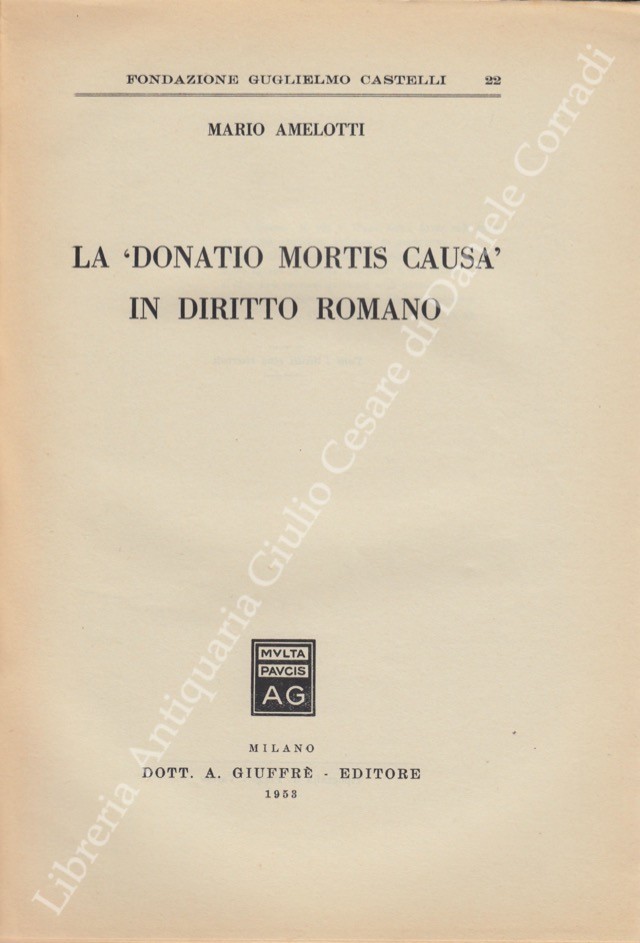 FONDAZIONE GUGLIELMO CASTELLI 22
MARIO AMELOTTI
LA ‘DONATIO MORTIS CAUSA’
IN DIRITTO ROMANO
MVLTA
PAVCIS
AG
MILANO
DOTT. A. GIUFFRÈ - EDITORE
1953
Libreria Antiquaria Giulio Cesare di Daniele Corradi